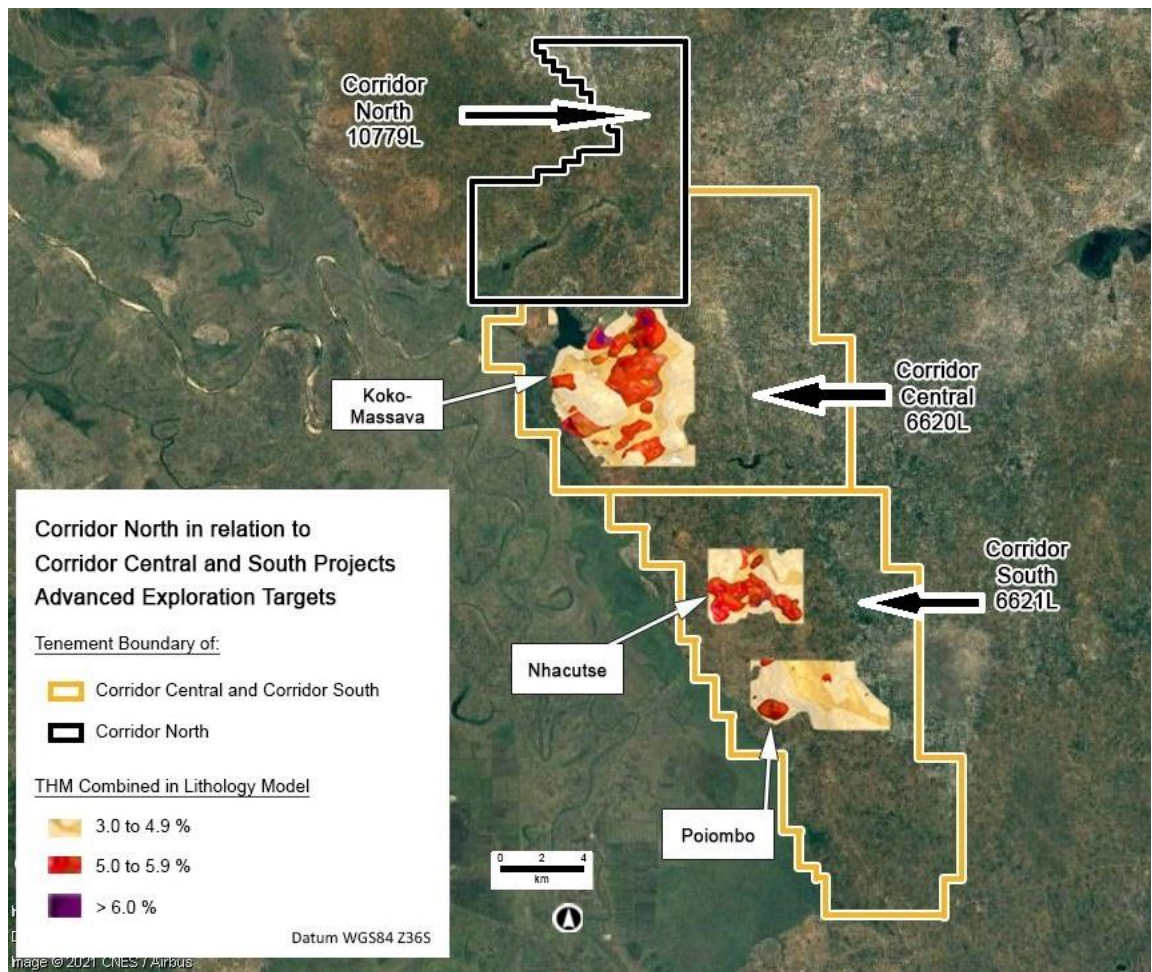 Corridor
North
10779L
Koko-
Massava
Corridor
Central
6620L
Corridor
South
6621L
Nhacutse
Poiombo
Corridor North in relation to
Corridor Central and South Projects
Advanced Exploration Targets
Tenement Boundary of:
Corridor Central and Corridor South
Corridor North
THM Combined in Lithology Model
3.0 to 4.9 %
5.0 to 5.9 %
> 6.0 %
Datum WGS84 Z36S
0 2 4
km
Image © 2021 CNES / Airbus